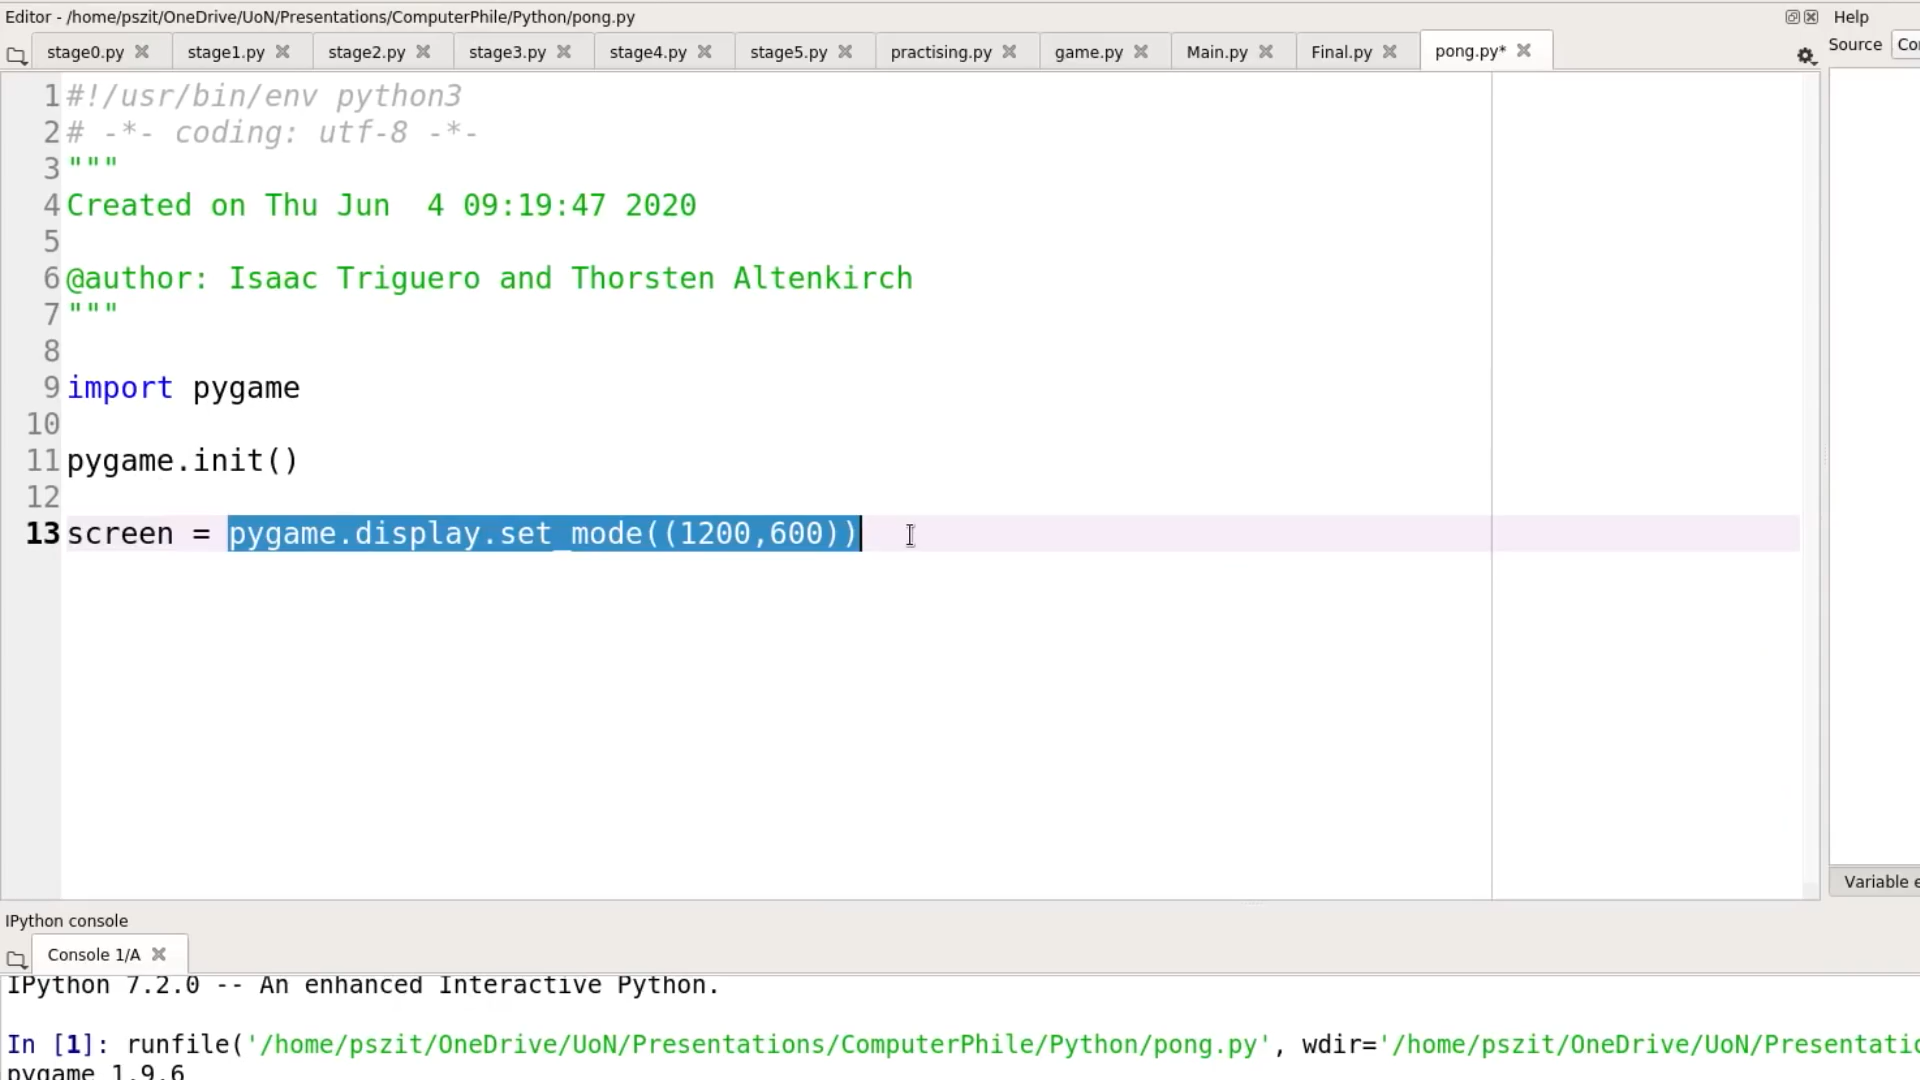 Editor - /home/pszit/OneDrive/UoN/Presentations/ComputerPhile/Python/pong.py
Help
stage0.py
stage1.py
stage2.py
stage3.py
stage4.py
stage5.py
practising.py
game.py
Main.py
Final.py
pong.py*
Source
Co
1 #!/usr/bin/env python3
2 # -*- coding: utf-8 -*-
3 """
4 Created on Thu Jun  4 09:19:47 2020
5
6 @author: Isaac Triguero and Thorsten Altenkirch
7 """
8
9 import pygame
10
11 pygame.init()
12
13 screen = pygame.display.set_mode((1200,600))
Variable e
IPython console
Console 1/A
IPython 7.2.0 -- An enhanced Interactive Python.
In [1]: runfile('/home/pszit/OneDrive/UoN/Presentations/ComputerPhile/Python/pong.py', wdir='/home/pszit/OneDrive/UoN/Presentatio
pygame 1.9.6